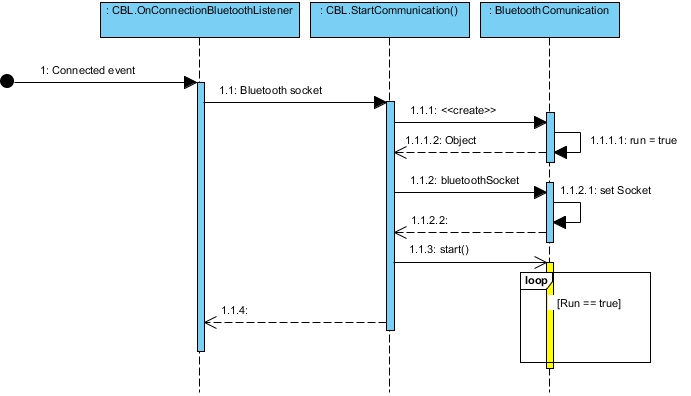 : CBL.OnConnectionBluetoothListener
: CBL.StartCommunication()
: BluetoothComunication
1: Connected event
1.1: Bluetooth socket
1.1.1: <<create>>
1.1.1.1: run = true
1.1.1.2: Object
1.1.2: bluetoothSocket
1.1.2.1: set Socket
1.1.2.2:
1.1.3: start()
loop
[Run == true]
1.1.4: